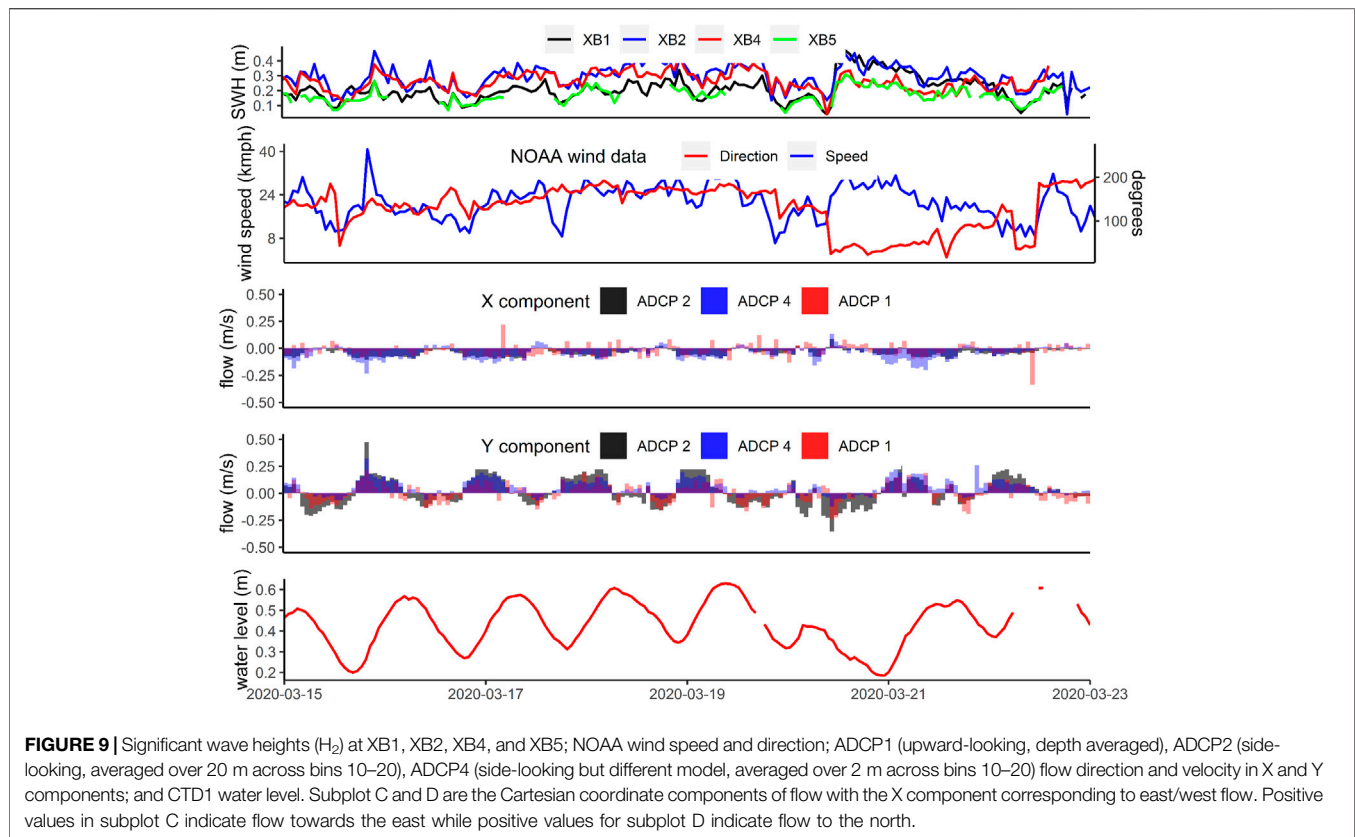 XB1 XB2 XB4 XB5
SWH (m)
0.4
0.3
0.2
0.1
NOAA wind data Direction Speed
wind speed (kmph)
40
24
8
200
100
degrees
X component ADCP 2 ADCP 4 ADCP 1
flow (m/s)
0.50
0.25
0.00
-0.25
-0.50
Y component ADCP 2 ADCP 4 ADCP 1
flow (m/s)
0.50
0.25
0.00
-0.25
-0.50
water level (m)
0.6
0.5
0.4
0.3
0.2
2020-03-15 2020-03-17 2020-03-19 2020-03-21 2020-03-23
FIGURE 9 | Significant wave heights (H₂) at XB1, XB2, XB4, and XB5; NOAA wind speed and direction; ADCP1 (upward-looking, depth averaged), ADCP2 (side-
looking, averaged over 20 m across bins 10–20), ADCP4 (side-looking but different model, averaged over 2 m across bins 10–20) flow direction and velocity in X and Y
components; and CTD1 water level. Subplot C and D are the Cartesian coordinate components of flow with the X component corresponding to east/west flow. Positive
values in subplot C indicate flow towards the east while positive values for subplot D indicate flow to the north.